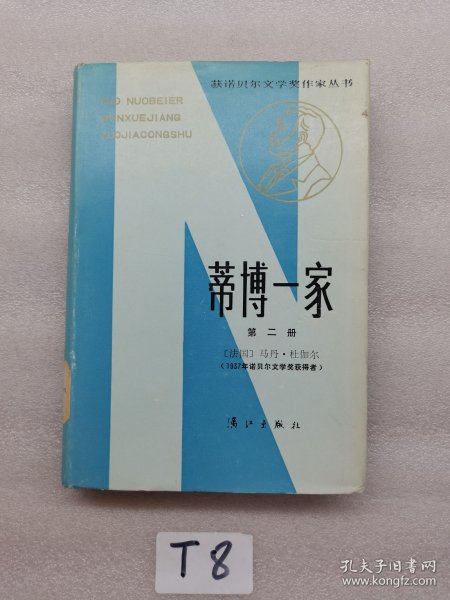 获诺贝尔文学奖作家丛书
HUO NUOBEIER
WENXUEJIANG
ZUOJIACONGSHU
蒂博一家
第二册
〔法国〕马丹·杜伽尔
（1937年诺贝尔文学奖获得者）
漓江出版社
T8
孔夫子旧书网
www.kongfz.com